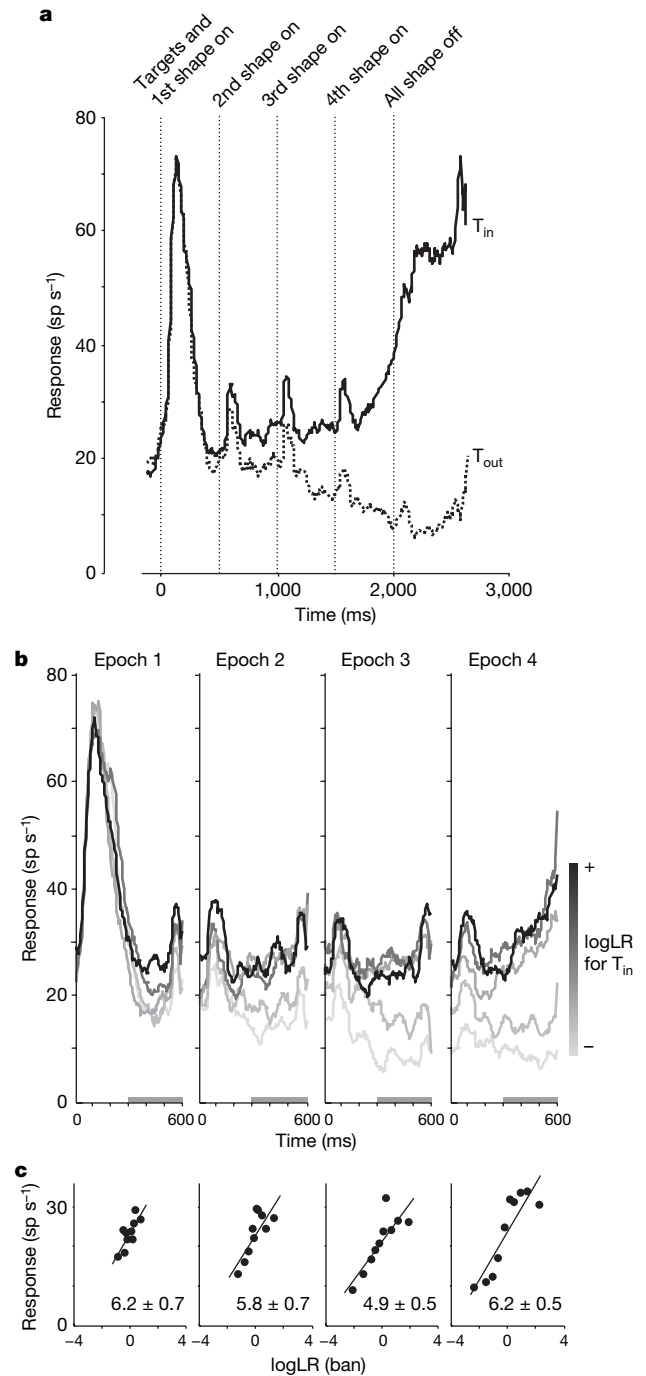 a
Targets and
1st shape on
2nd shape on
3rd shape on
4th shape on
All shape off
80
60
40
20
0
Response (sp s⁻¹)
T_in
T_out
0 1,000 2,000 3,000
Time (ms)
b
Epoch 1 Epoch 2 Epoch 3 Epoch 4
80
60
40
20
0
Response (sp s⁻¹)
+
logLR
for T_in
–
0 600 0 600 0 600 0 600
Time (ms)
c
30
0
Response (sp s⁻¹)
6.2 ± 0.7 5.8 ± 0.7 4.9 ± 0.5 6.2 ± 0.5
–4 0 4 –4 0 4 –4 0 4 –4 0 4
logLR (ban)